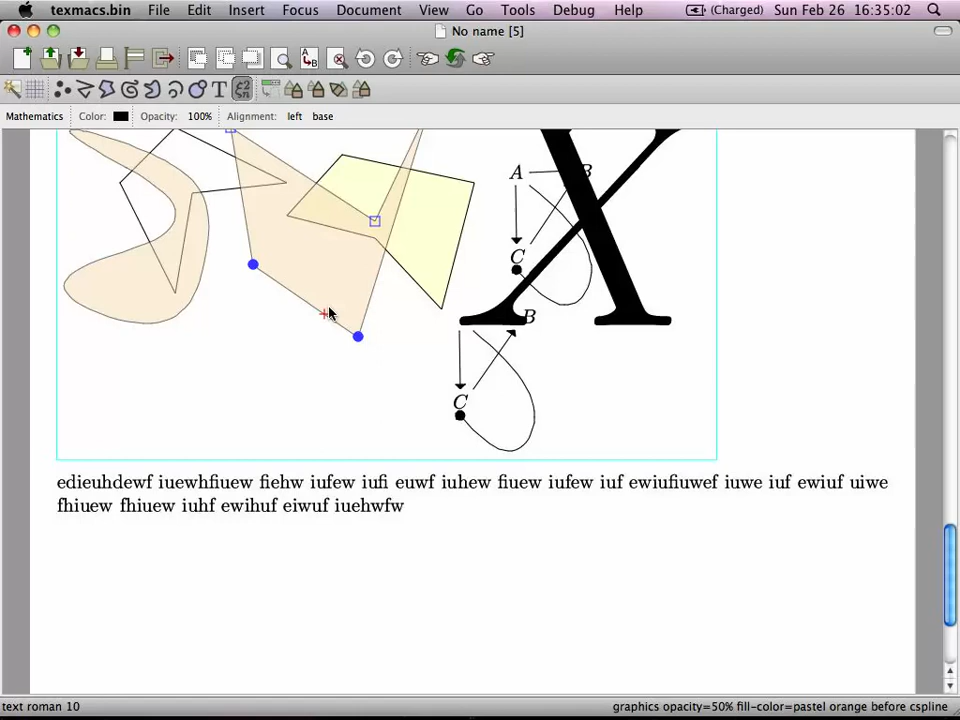 texmacs.bin File Edit Insert Focus Document View Go Tools Debug Help (Charged) Sun Feb 26 16:35:02
No name [5]
Mathematics Color: Opacity: 100% Alignment: left base
X
A B
C
B
C
edieuhdewf iuewhfiuew fiehw iufew iufi euwf iuhew fiuew iufew iuf ewiufiuwef iuwe iuf ewiuf uiwe
fhiuew fhiuew iuhf ewihuf eiwuf iuehwfw
text roman 10 graphics opacity=50% fill-color=pastel orange before cspline